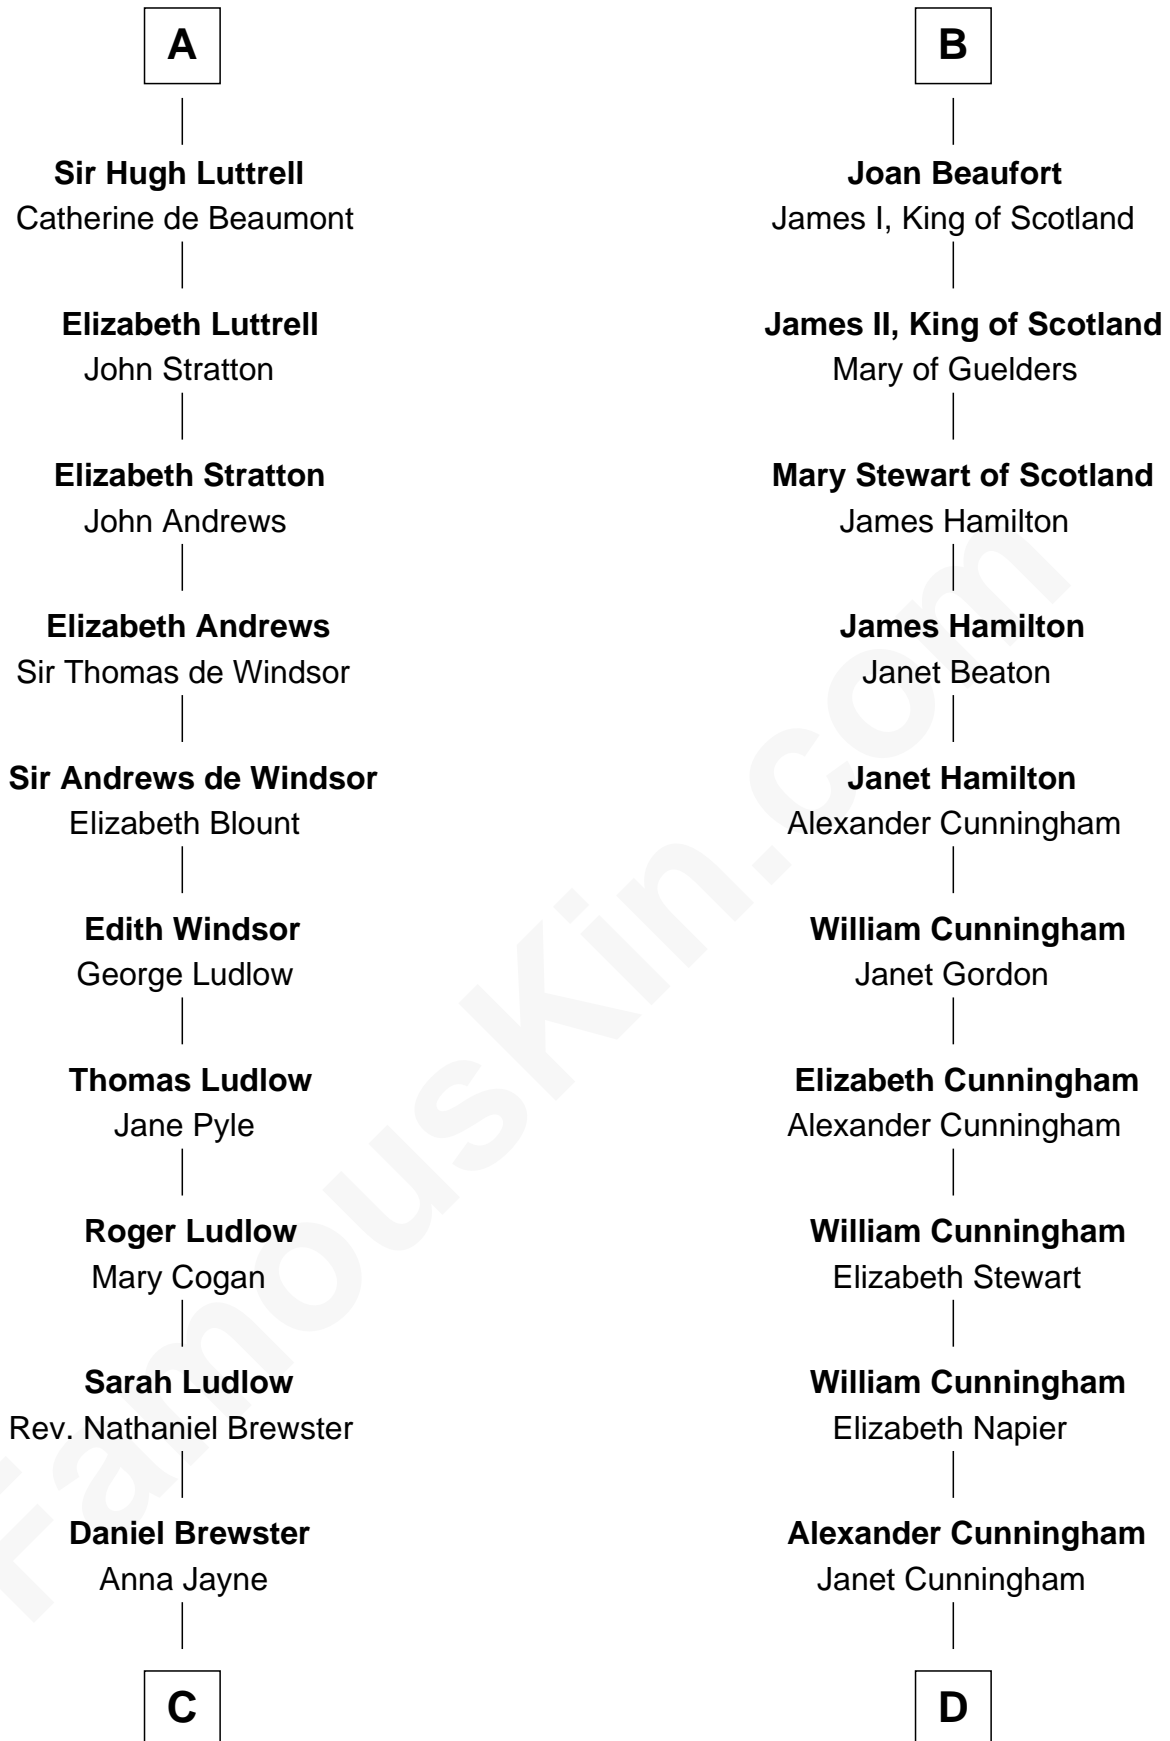 A
Sir Hugh Luttrell
Catherine de Beaumont
Elizabeth Luttrell
John Stratton
Elizabeth Stratton
John Andrews
Elizabeth Andrews
Sir Thomas de Windsor
Sir Andrews de Windsor
Elizabeth Blount
Edith Windsor
George Ludlow
Thomas Ludlow
Jane Pyle
Roger Ludlow
Mary Cogan
Sarah Ludlow
Rev. Nathaniel Brewster
Daniel Brewster
Anna Jayne
C
B
Joan Beaufort
James I, King of Scotland
James II, King of Scotland
Mary of Guelders
Mary Stewart of Scotland
James Hamilton
James Hamilton
Janet Beaton
Janet Hamilton
Alexander Cunningham
William Cunningham
Janet Gordon
Elizabeth Cunningham
Alexander Cunningham
William Cunningham
Elizabeth Stewart
William Cunningham
Elizabeth Napier
Alexander Cunningham
Janet Cunningham
D
FamousKin.com